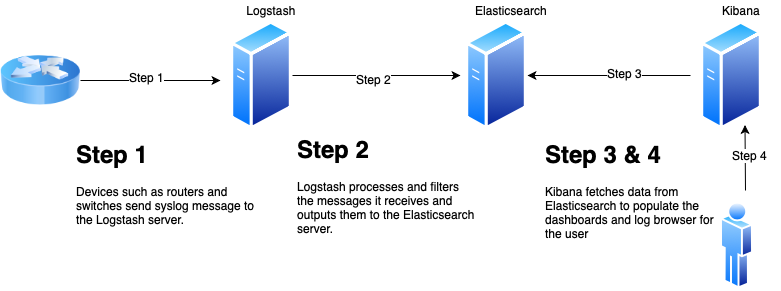 Logstash
Elasticsearch
Kibana
Step 1
Step 2
Step 3
Step 4
Step 1
Devices such as routers and
switches send syslog message to
the Logstash server.
Step 2
Logstash processes and filters
the messages it receives and
outputs them to the Elasticsearch
server.
Step 3 & 4
Kibana fetches data from
Elasticsearch to populate the
dashboards and log browser for
the user